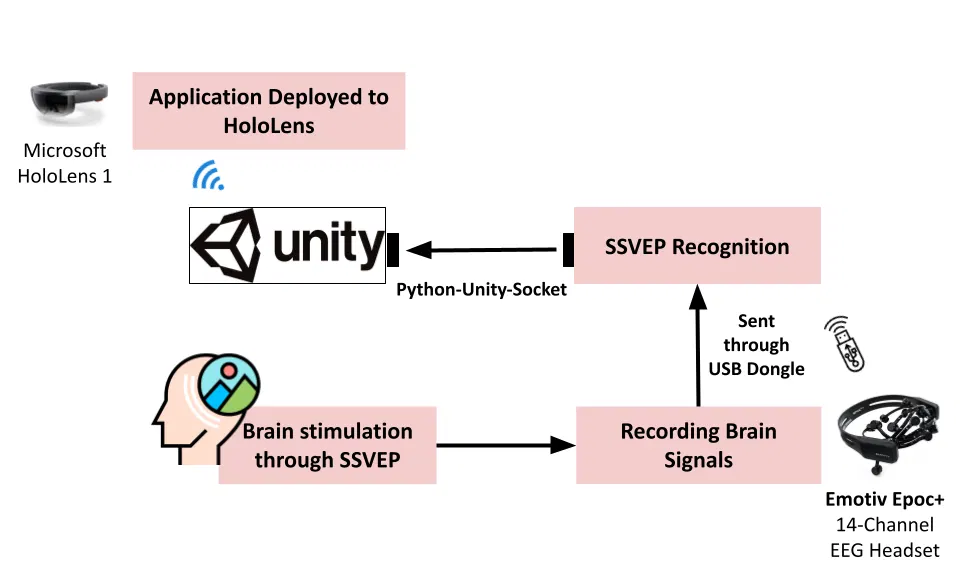 Application Deployed to
HoloLens
Microsoft
HoloLens 1
unity
SSVEP Recognition
Python-Unity-Socket
Sent
through
USB Dongle
Brain stimulation
through SSVEP
Recording Brain
Signals
Emotiv Epoc+
14-Channel
EEG Headset